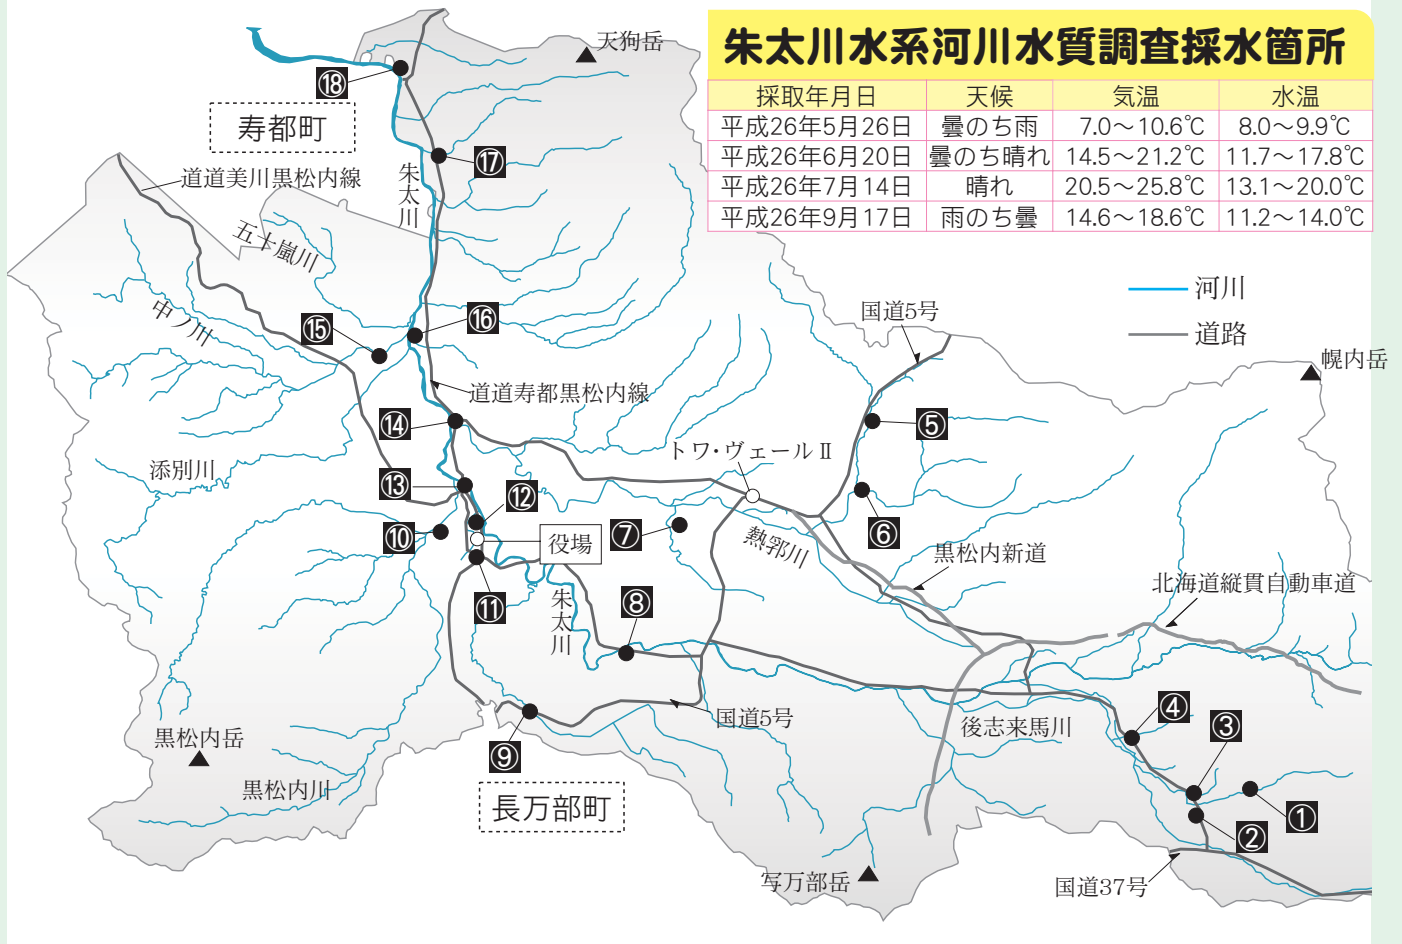 朱太川水系河川水質調査採水箇所
採取年月日 天候 気温 水温
平成26年5月26日 曇のち雨 7.0～10.6℃ 8.0～9.9℃
平成26年6月20日 曇のち晴れ 14.5～21.2℃ 11.7～17.8℃
平成26年7月14日 晴れ 20.5～25.8℃ 13.1～20.0℃
平成26年9月17日 雨のち曇 14.6～18.6℃ 11.2～14.0℃
天狗岳
⑱
寿都町
⑰
道道美川黒松内線
朱太川
五十嵐川
河川
道路
中ノ川
⑮
⑯
国道5号
幌内岳
道道寿都黒松内線
⑭
⑤
トワ・ヴェールⅡ
添別川
⑬
⑫
⑩
役場
⑦
⑥
熱郛川
黒松内新道
北海道縦貫自動車道
⑪
朱太川
⑧
国道5号
後志来馬川
④
③
黒松内岳
⑨
黒松内川
長万部町
①
②
写万部岳
国道37号